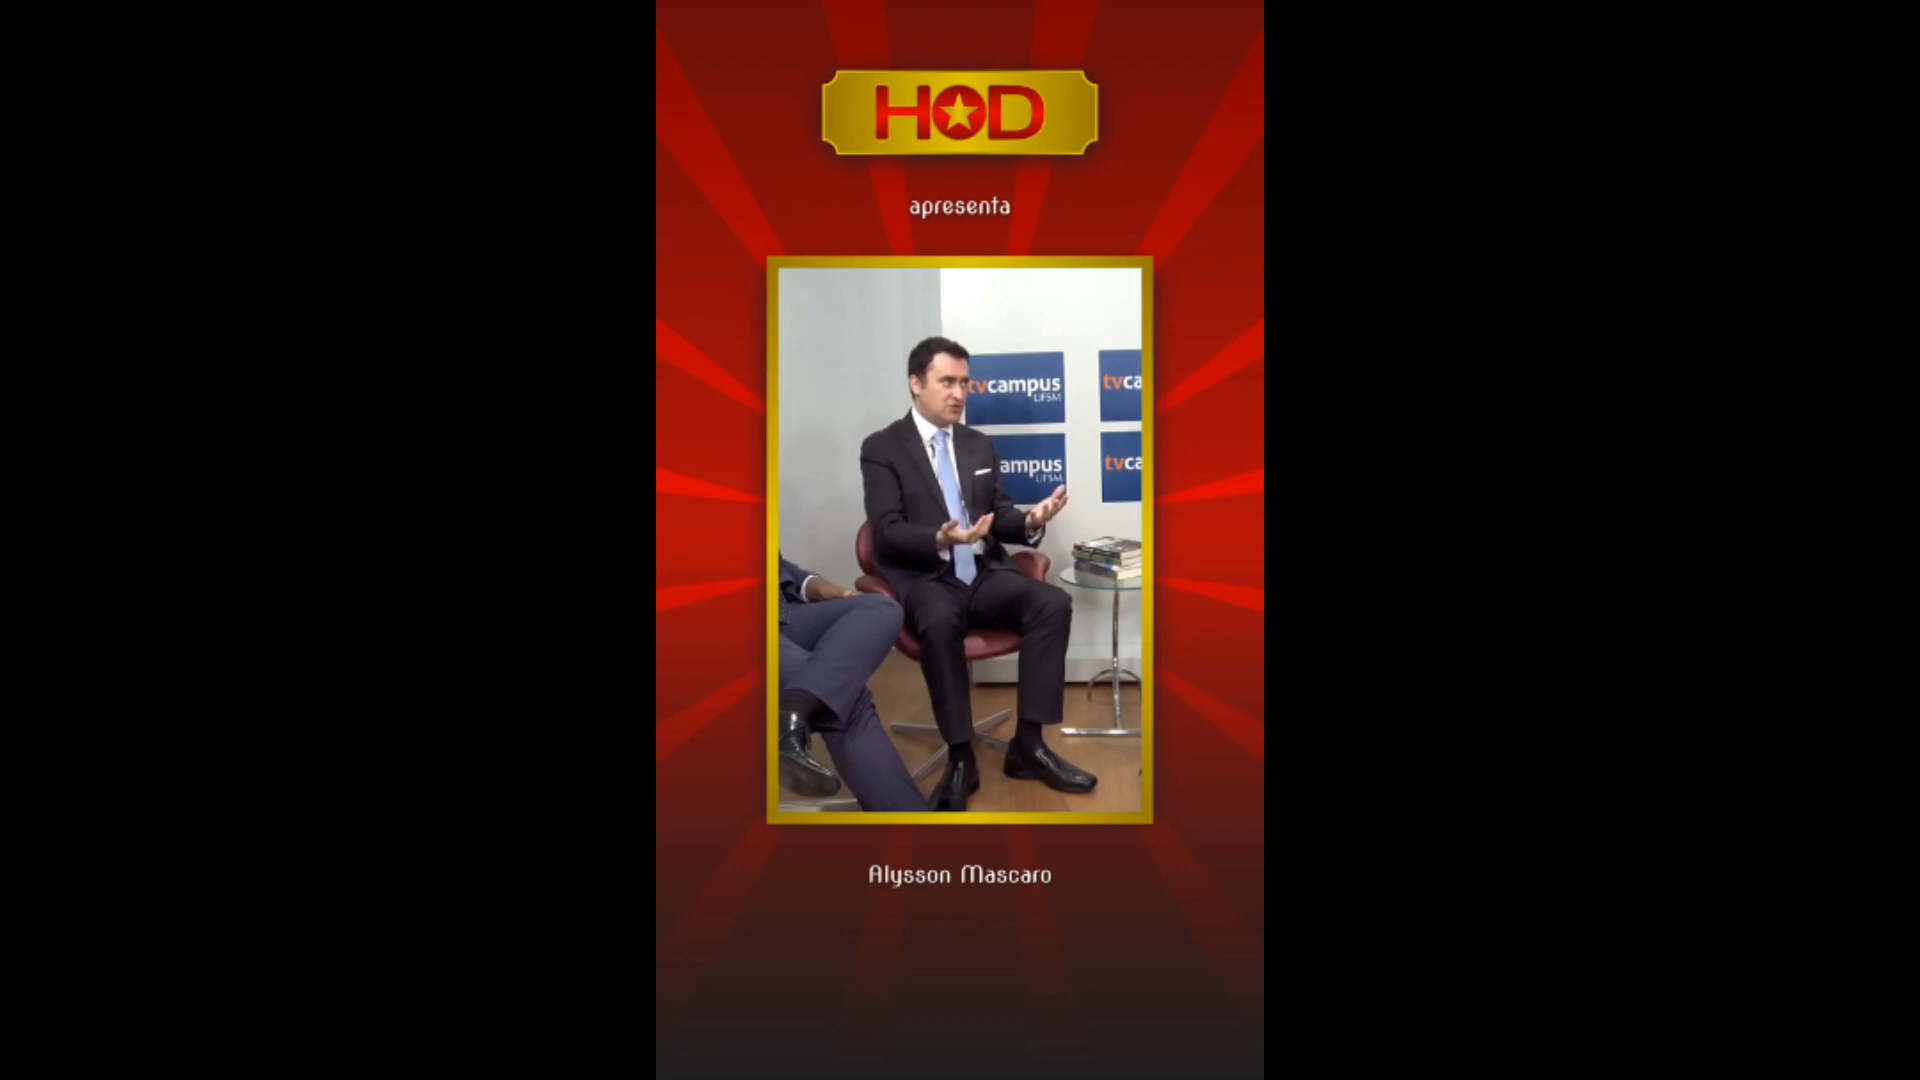 HOD
apresenta
tvcampus
UFSM
tvca
ampus
UFSM
tvca
Alysson Mascaro